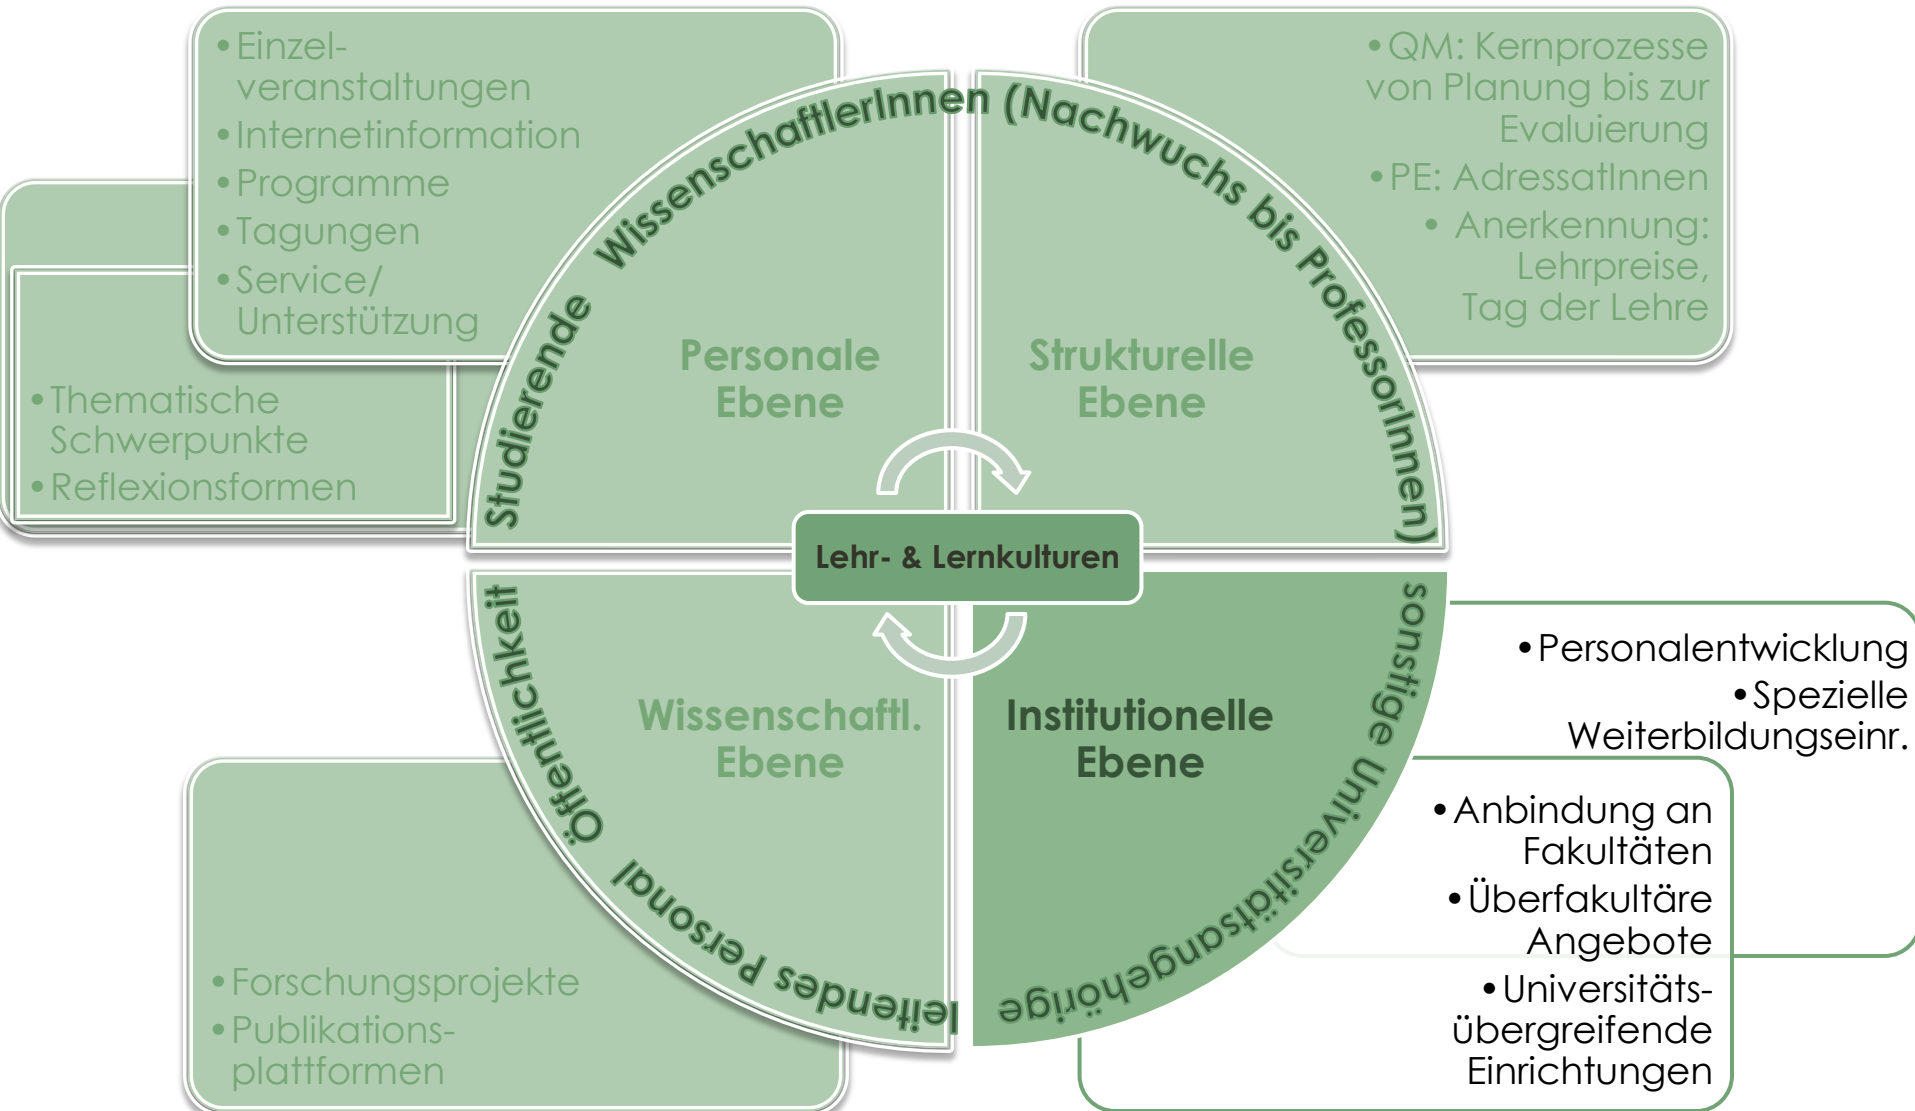 •Einzel-
veranstaltungen
•Internetinformation
•Programme
•Tagungen
•Service/
Unterstützung
•Thematische
Schwerpunkte
•Reflexionsformen
•QM: Kernprozesse
von Planung bis zur
Evaluierung
•PE: AdressatInnen
• Anerkennung:
Lehrpreise,
Tag der Lehre
Studierende WissenschaftlerInnen (Nachwuchs bis ProfessorInnen)
Personale
Ebene
Strukturelle
Ebene
Lehr- & Lernkulturen
Wissenschaftl.
Ebene
Institutionelle
Ebene
sonstige Universitätsangehörige
leitendes Personal Öffentlichkeit
•Personalentwicklung
•Spezielle
Weiterbildungseinr.
•Anbindung an
Fakultäten
•Überfakultäre
Angebote
•Universitäts-
übergreifende
Einrichtungen
•Forschungsprojekte
•Publikations-
plattformen